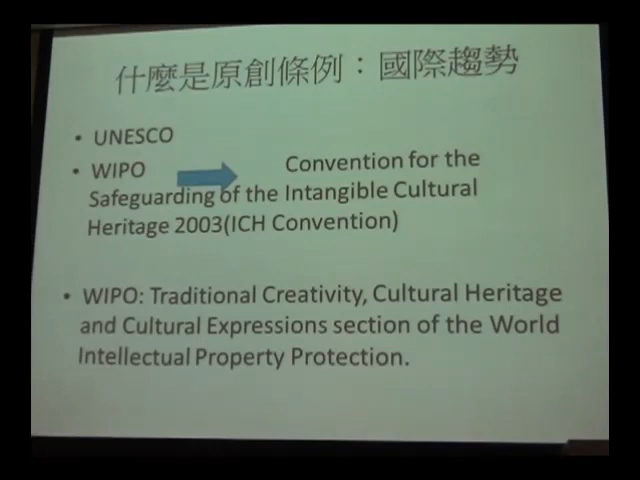 什麼是原創條例：國際趨勢
• UNESCO
• WIPO Convention for the
Safeguarding of the Intangible Cultural
Heritage 2003(ICH Convention)
• WIPO: Traditional Creativity, Cultural Heritage
and Cultural Expressions section of the World
Intellectual Property Protection.